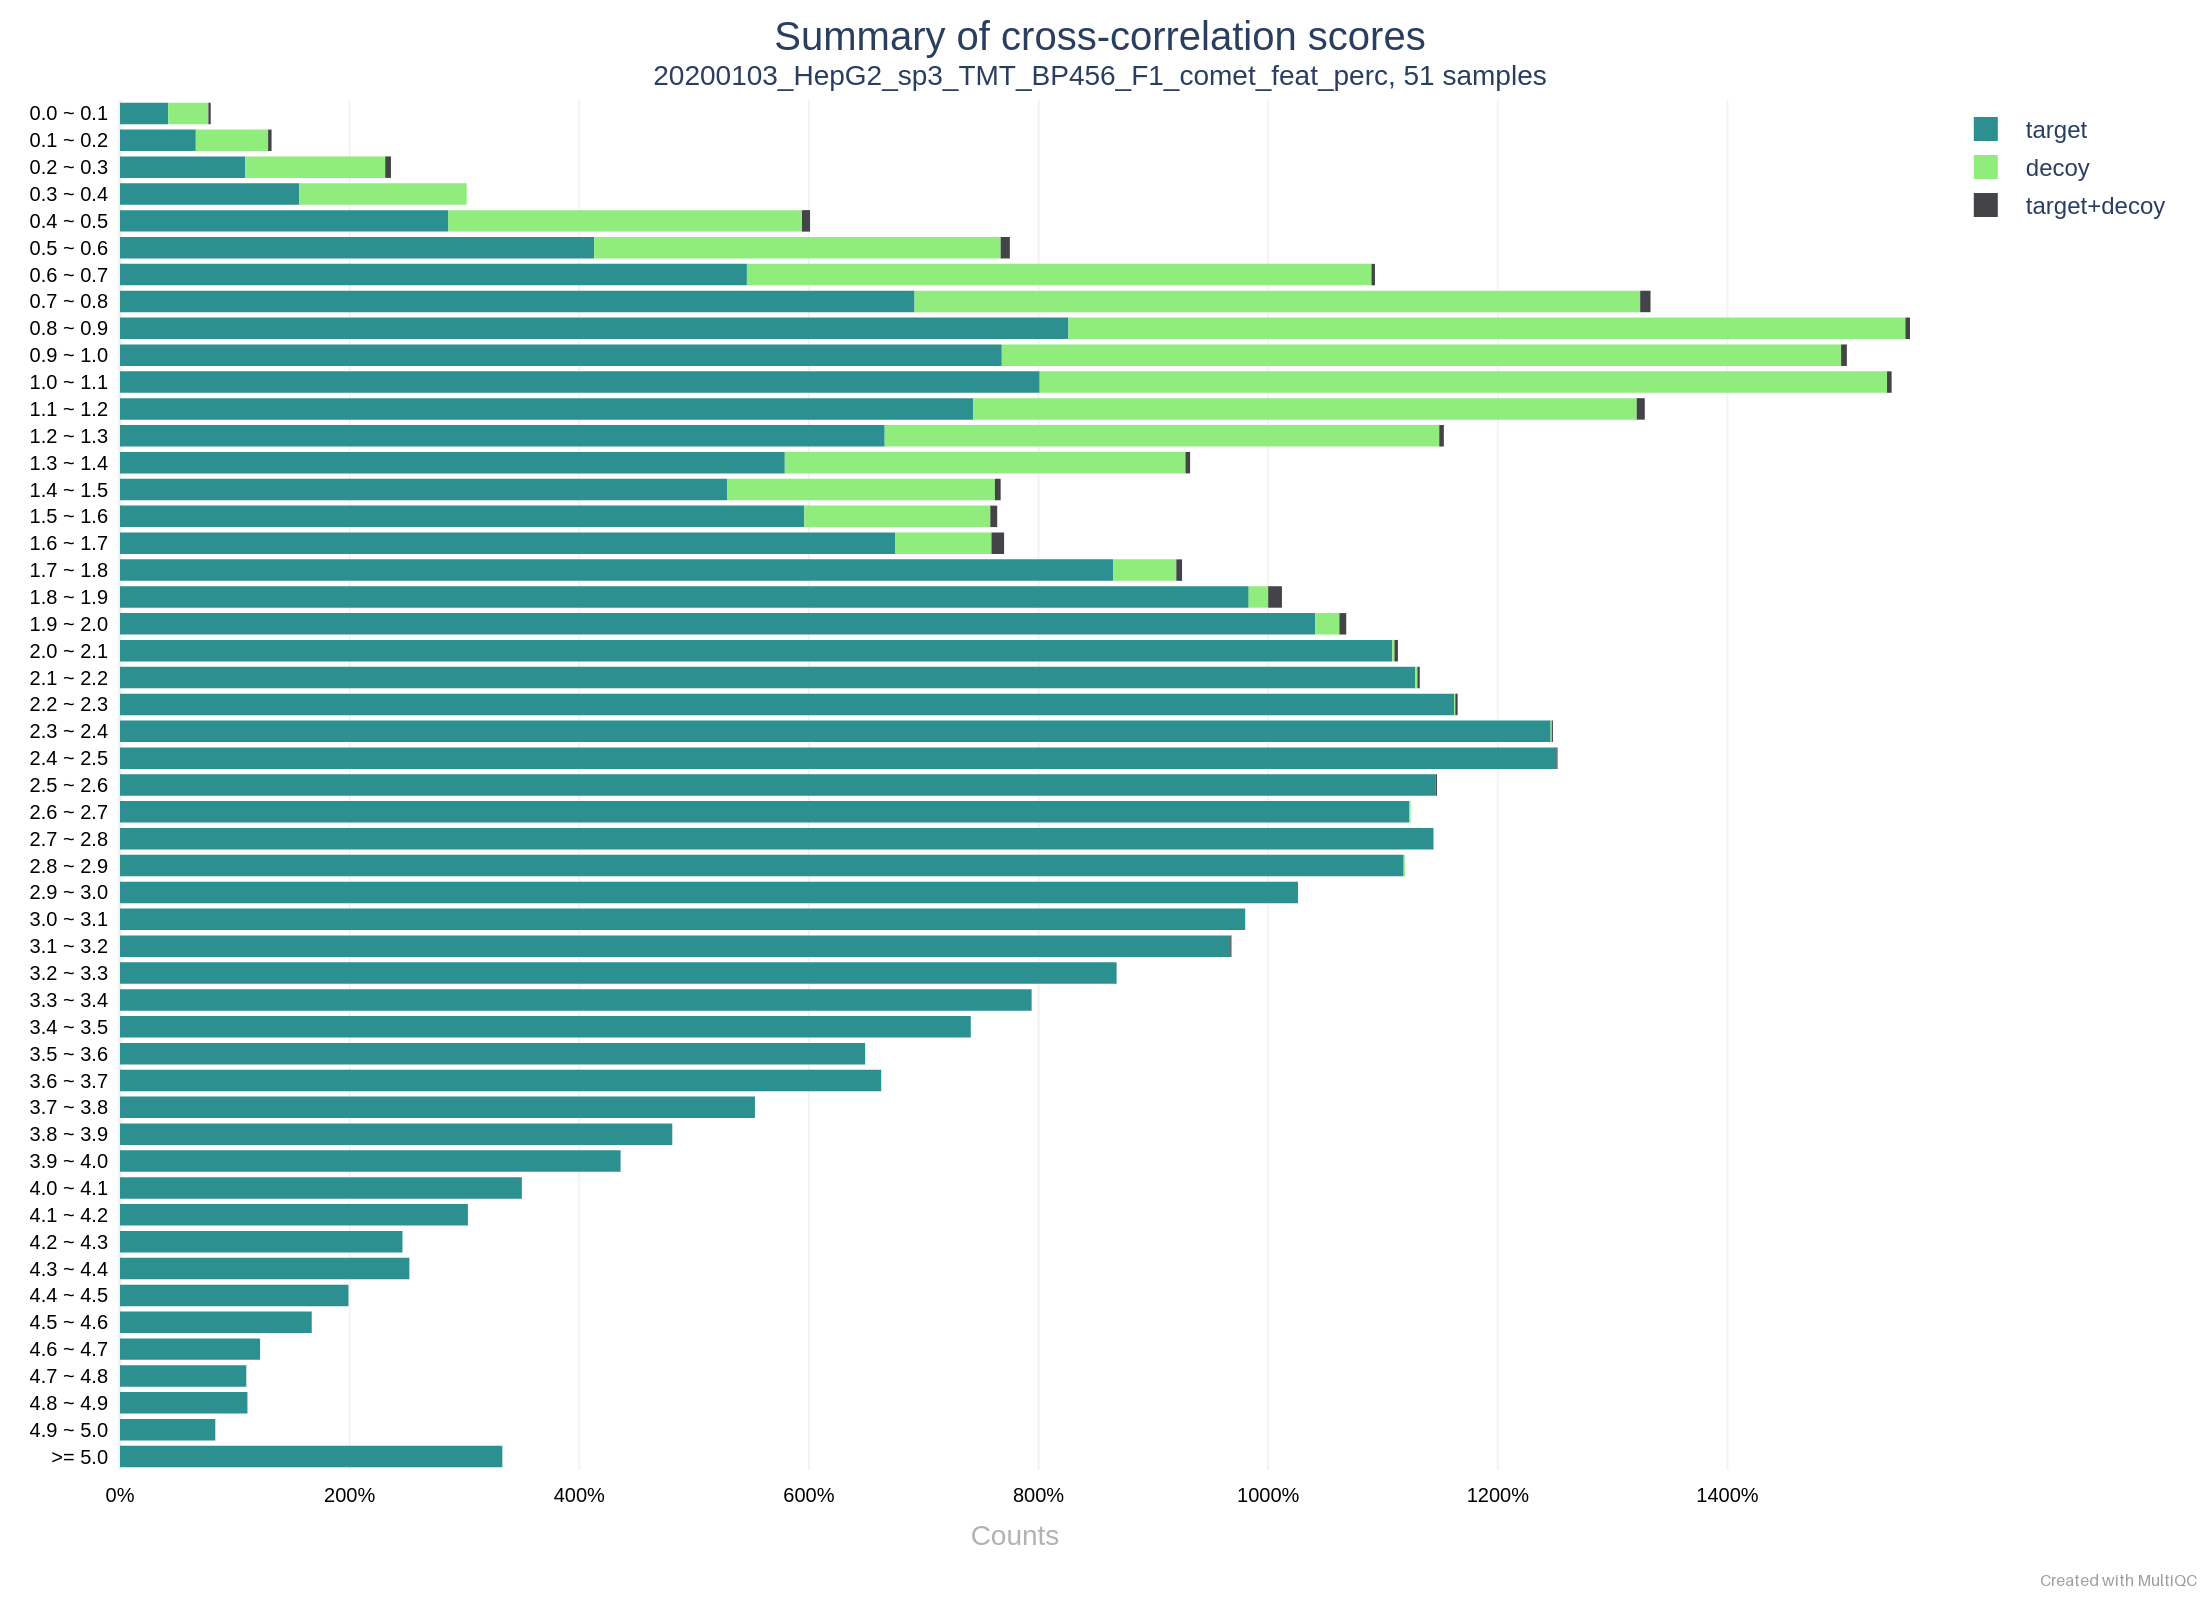 Summary of cross-correlation scores
20200103_HepG2_sp3_TMT_BP456_F1_comet_feat_perc, 51 samples
0.0 ~ 0.1
0.1 ~ 0.2
0.2 ~ 0.3
0.3 ~ 0.4
0.4 ~ 0.5
0.5 ~ 0.6
0.6 ~ 0.7
0.7 ~ 0.8
0.8 ~ 0.9
0.9 ~ 1.0
1.0 ~ 1.1
1.1 ~ 1.2
1.2 ~ 1.3
1.3 ~ 1.4
1.4 ~ 1.5
1.5 ~ 1.6
1.6 ~ 1.7
1.7 ~ 1.8
1.8 ~ 1.9
1.9 ~ 2.0
2.0 ~ 2.1
2.1 ~ 2.2
2.2 ~ 2.3
2.3 ~ 2.4
2.4 ~ 2.5
2.5 ~ 2.6
2.6 ~ 2.7
2.7 ~ 2.8
2.8 ~ 2.9
2.9 ~ 3.0
3.0 ~ 3.1
3.1 ~ 3.2
3.2 ~ 3.3
3.3 ~ 3.4
3.4 ~ 3.5
3.5 ~ 3.6
3.6 ~ 3.7
3.7 ~ 3.8
3.8 ~ 3.9
3.9 ~ 4.0
4.0 ~ 4.1
4.1 ~ 4.2
4.2 ~ 4.3
4.3 ~ 4.4
4.4 ~ 4.5
4.5 ~ 4.6
4.6 ~ 4.7
4.7 ~ 4.8
4.8 ~ 4.9
4.9 ~ 5.0
>= 5.0
0% 200% 400% 600% 800% 1000% 1200% 1400%
Counts
target
decoy
target+decoy
Created with MultiQC